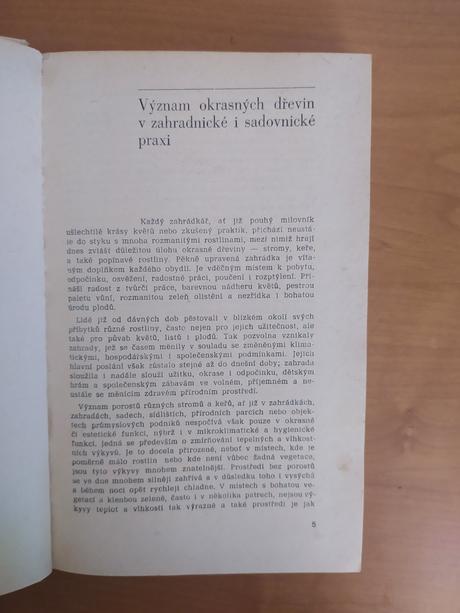 Význam okrasných dřevin
v zahradnické i sadovnické
praxi
Každý zahrádkář, ať již pouhý milovník
ušlechtilé krásy květů nebo zkušený praktik, přichází neustá-
le do styku s mnoha rozmanitými rostlinami, mezi nimiž hrají
dnes zvlášť důležitou úlohu okrasné dřeviny — stromy, keře,
a také popínavé rostliny. Pěkně upravená zahrádka je víta-
ným doplňkem každého obydlí. Je vděčným místem k pobytu,
odpočinku, osvěžení, radostné práci, poučení i rozptýlení. Při-
náší radost z tvůrčí práce, barevnou nádheru květů, pestrou
paletu vůní, rozmanitou zeleň olistění a nezřídka i bohatou
úrodu plodů.
Lidé již od dávných dob pěstovali v blízkém okolí svých
příbytků různé rostliny, často nejen pro jejich užitečnost, ale
také pro půvab květů, listů i plodů. Tak pozvolna vznikaly
zahrady, jež se časem měnily v souladu se změněnými klima-
tickými, hospodářskými i společenskými podmínkami. Jejich
hlavní poslání však zůstalo stejné až do dnešní doby; zahrada
sloužila i nadále slouží užitku, okrase i odpočinku, dětským
hrám a společenským zábavám ve volném, příjemném a ne-
ustále se měnícím zdravém přírodním prostředí.
Význam porostů různých stromů a keřů, ať již v zahrádkách,
zahradách, sadech, sídlištích, přírodních parcích nebo objek-
tech průmyslových podniků nespočívá však pouze v okrasné
či estetické funkci, nýbrž i v mikroklimatické a hygienické
funkci. Jedná se především o zmírňování tepelných a vlhkost-
ních výkyvů. Je to docela přirozené, neboť v místech, kde je
poměrně málo rostlin nebo kde není vůbec žádná vegetace,
jsou tyto výkyvy mnohem znatelnější. Prostředí bez porostů
se ve dne mnohem silněji zahřívá a v důsledku toho i vysýchá
a během noci opět rychleji chladne. V místech s bohatou ve-
getací a klenbou zeleně, často i v několika patrech, nejsou vý-
kyvy teplot a vlhkosti tak výrazné a také prostředí je jak
5